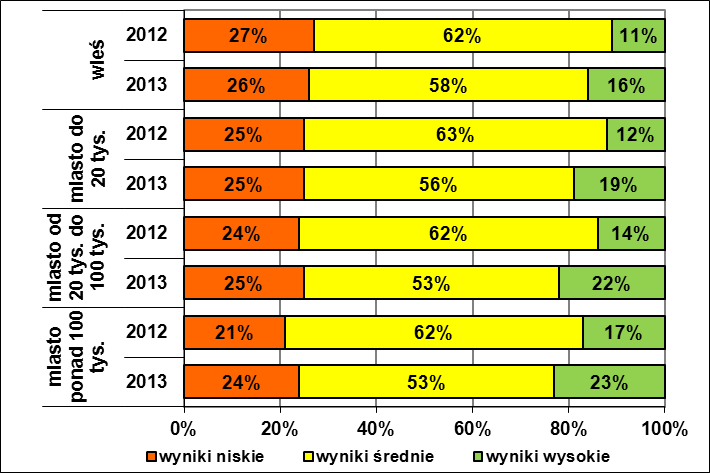 wieś
2012 27% 62% 11%
2013 26% 58% 16%
miasto do
20 tys.
2012 25% 63% 12%
2013 25% 56% 19%
miasto od
20 tys. do
100 tys.
2012 24% 62% 14%
2013 25% 53% 22%
miasto
ponad 100
tys.
2012 21% 62% 17%
2013 24% 53% 23%
0% 20% 40% 60% 80% 100%
wyniki niskie wyniki średnie wyniki wysokie